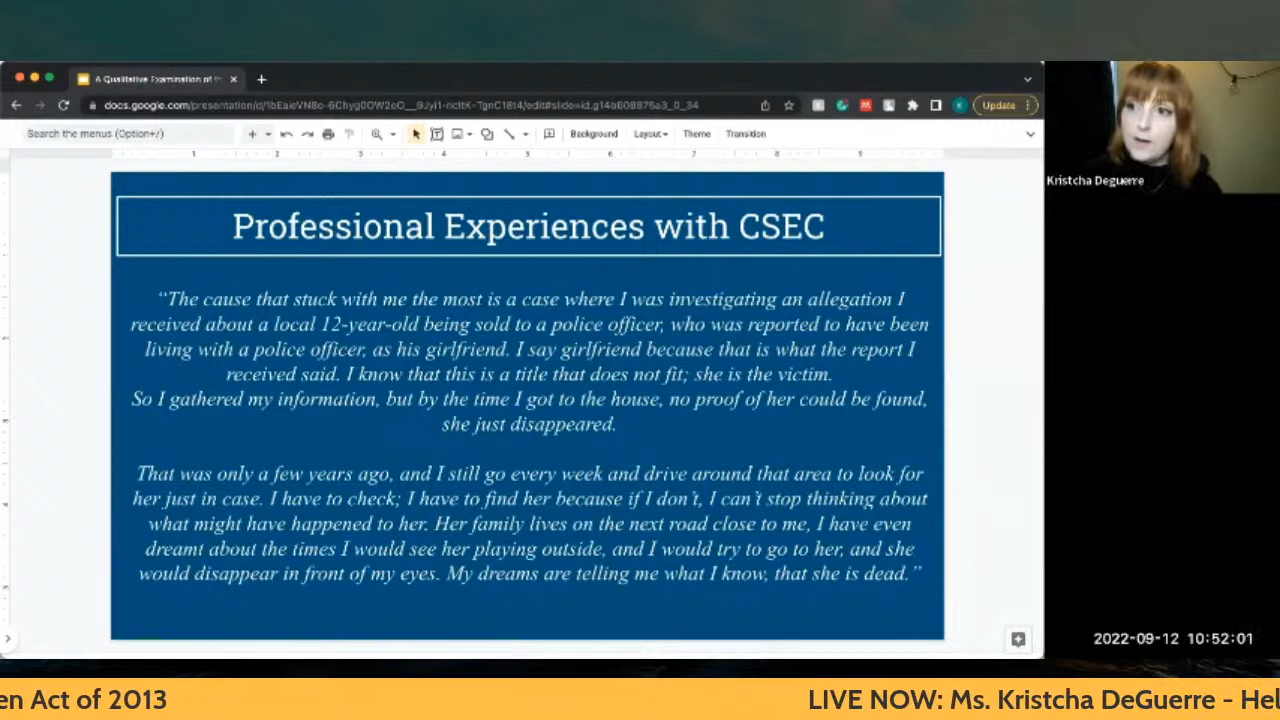 A Qualitative Examination of
Update
Search the menus (Option+/)
Background
Layout
Theme
Transition
1 2 3 4 5 6 7 8 9
Professional Experiences with CSEC
“The cause that stuck with me the most is a case where I was investigating an allegation I
received about a local 12-year-old being sold to a police officer, who was reported to have been
living with a police officer, as his girlfriend. I say girlfriend because that is what the report I
received said. I know that this is a title that does not fit; she is the victim.
So I gathered my information, but by the time I got to the house, no proof of her could be found,
she just disappeared.
That was only a few years ago, and I still go every week and drive around that area to look for
her just in case. I have to check; I have to find her because if I don't, I can't stop thinking about
what might have happened to her. Her family lives on the next road close to me, I have even
dreamt about the times I would see her playing outside, and I would try to go to her, and she
would disappear in front of my eyes. My dreams are telling me what I know, that she is dead.”
Kristcha Deguerre
2022-09-12 10:52:01
en Act of 2013
LIVE NOW: Ms. Kristcha DeGuerre - Hel